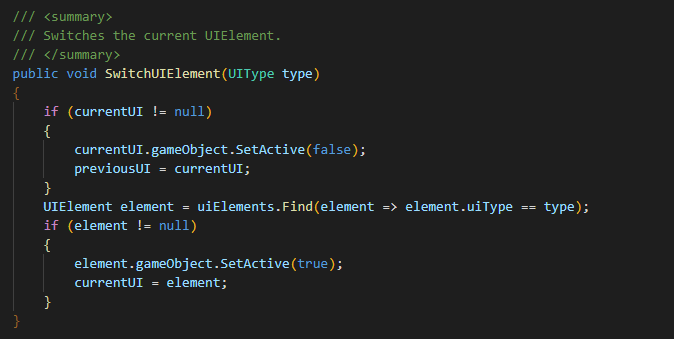 /// <summary>
/// Switches the current UIElement.
/// </summary>
public void SwitchUIElement(UIType type)
{
    if (currentUI != null)
    {
        currentUI.gameObject.SetActive(false);
        previousUI = currentUI;
    }
    UIElement element = uiElements.Find(element => element.uiType == type);
    if (element != null)
    {
        element.gameObject.SetActive(true);
        currentUI = element;
    }
}